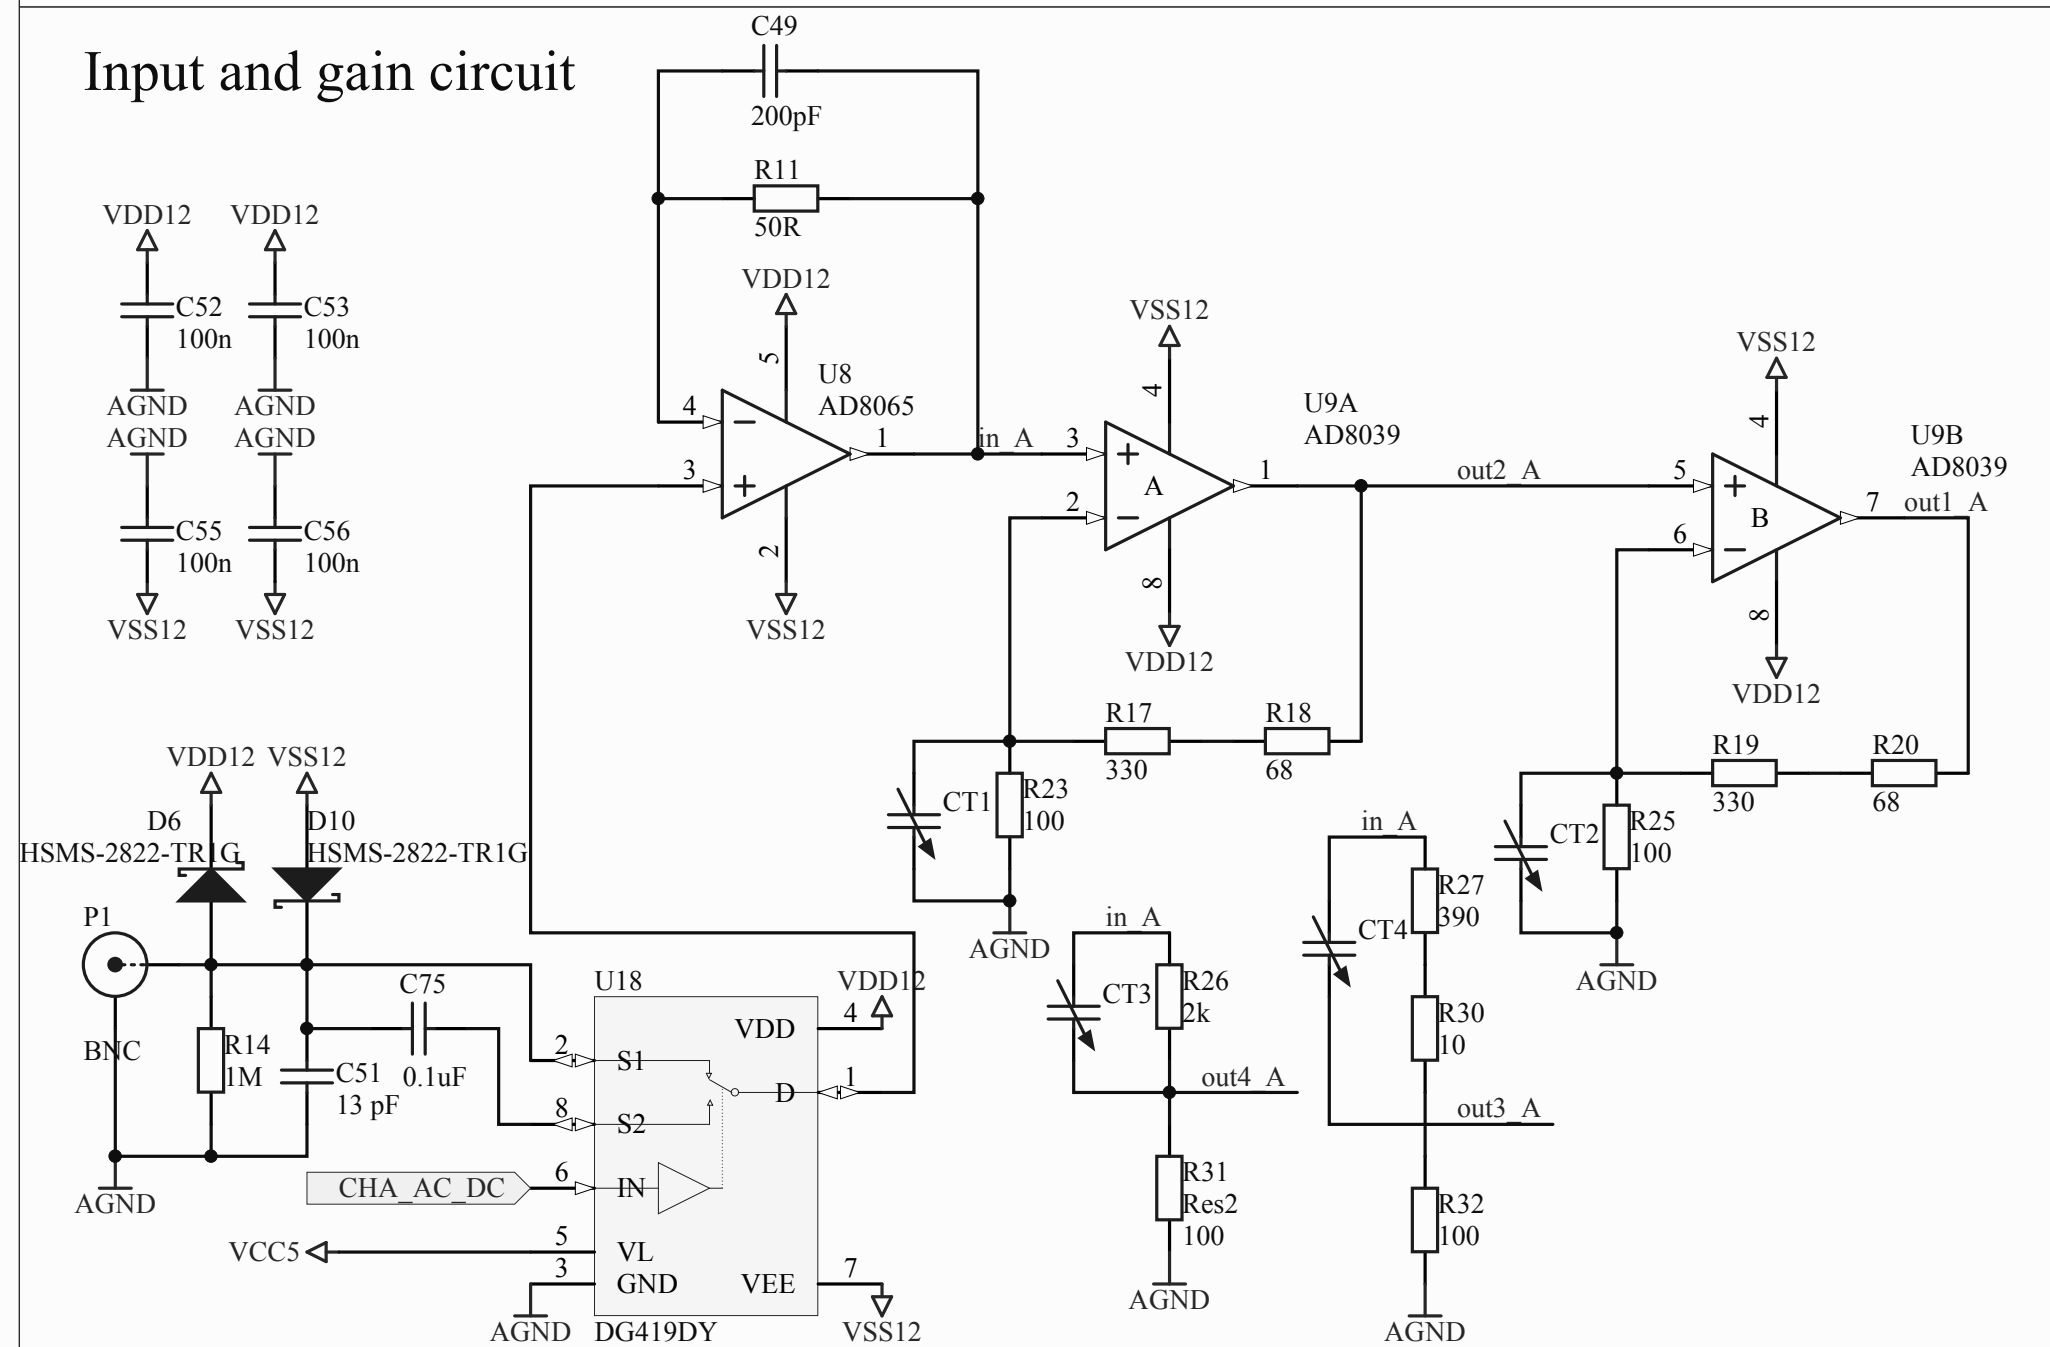 Input and gain circuit
C49
200pF
R11
50R
VDD12
VDD12
C52
100n
C53
100n
AGND
AGND
AGND
AGND
C55
100n
C56
100n
VSS12
VSS12
VDD12
5
U8
AD8065
4
3
1
2
VSS12
in_A
VSS12
4
3
2
A
1
8
VDD12
U9A
AD8039
out2_A
VSS12
4
5
6
B
7
8
VDD12
U9B
AD8039
out1_A
R17
330
R18
68
CT1
R23
100
AGND
R19
330
R20
68
CT2
R25
100
AGND
VDD12
VSS12
D6
HSMS-2822-TR1G
D10
HSMS-2822-TR1G
P1
BNC
R14
1M
C51
13 pF
C75
0.1uF
AGND
U18
VDD12
VDD
4
2
S1
D
1
8
S2
CHA_AC_DC
6
IN
VCC5
5
VL
3
GND
VEE
7
AGND
DG419DY
VSS12
in_A
CT3
R26
2k
out4_A
R31
Res2
100
AGND
in_A
CT4
R27
390
R30
10
out3_A
R32
100
AGND